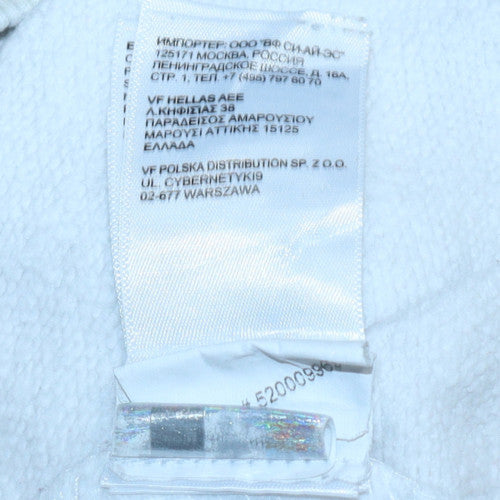 ИМПОРТЕР: ООО "ВФ СИ-АЙ-ЭС"
125171 МОСКВА, РОССИЯ
ЛЕНИНГРАДСКОЕ ШОССЕ, Д. 16А,
СТР. 1, ТЕЛ. +7 (495) 797 60 70
VF HELLAS AEE
Λ.ΚΗΦΙΣΙΑΣ 36
ΠΑΡΑΔΕΙΣΟΣ ΑΜΑΡΟΥΣΙΟΥ
ΜΑΡΟΥΣΙ ΑΤΤΙΚΗΣ 15125
ΕΛΛΑΔΑ
VF POLSKA DISTRIBUTION SP. Z O.O.
UL. CYBERNETYKI9
02-677 WARSZAWA